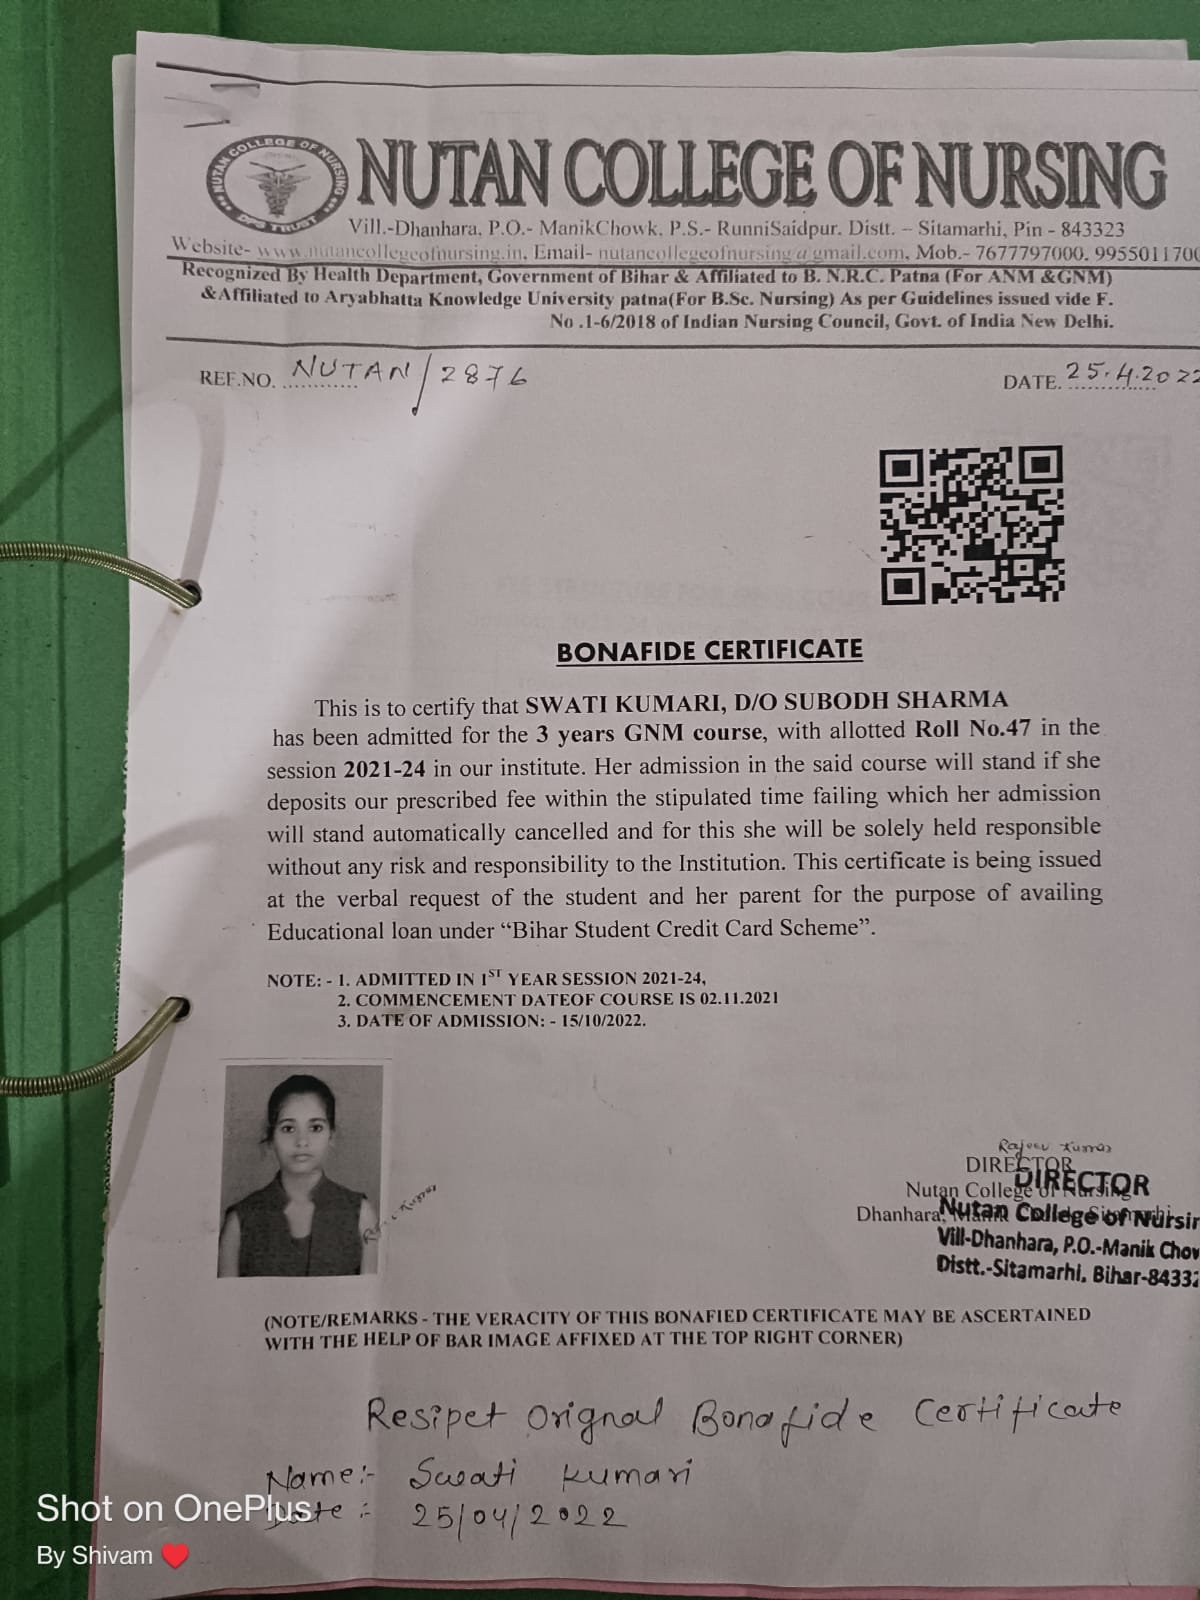 NUTAN COLLEGE OF NURSING
NUTAN COLLEGE OF NURSING
DPS TRUST
Vill.-Dhanhara, P.O.- ManikChowk, P.S.- RunniSaidpur. Distt. – Sitamarhi, Pin - 843323
Website- www.nutancollegeofnursing.in, Email- nutancollegeofnursing@gmail.com, Mob.- 7677797000. 9955011700
Recognized By Health Department, Government of Bihar & Affiliated to B. N.R.C. Patna (For ANM &GNM)
&Affiliated to Aryabhatta Knowledge University patna(For B.Sc. Nursing) As per Guidelines issued vide F.
No .1-6/2018 of Indian Nursing Council, Govt. of India New Delhi.
REF.NO. NUTAN/2876
DATE. 25.4.2022
BONAFIDE CERTIFICATE
This is to certify that SWATI KUMARI, D/O SUBODH SHARMA
has been admitted for the 3 years GNM course, with allotted Roll No.47 in the
session 2021-24 in our institute. Her admission in the said course will stand if she
deposits our prescribed fee within the stipulated time failing which her admission
will stand automatically cancelled and for this she will be solely held responsible
without any risk and responsibility to the Institution. This certificate is being issued
at the verbal request of the student and her parent for the purpose of availing
Educational loan under “Bihar Student Credit Card Scheme”.
NOTE: - 1. ADMITTED IN 1ST YEAR SESSION 2021-24,
2. COMMENCEMENT DATEOF COURSE IS 02.11.2021
3. DATE OF ADMISSION: - 15/10/2022.
Rajeev Kumar
DIRECTOR
Nutan College of Nursing
Dhanhara,
DIRECTOR
Nutan College of Nursin
Vill-Dhanhara, P.O.-Manik Chow
Distt.-Sitamarhi, Bihar-84332
Kumar
(NOTE/REMARKS - THE VERACITY OF THIS BONAFIED CERTIFICATE MAY BE ASCERTAINED
WITH THE HELP OF BAR IMAGE AFFIXED AT THE TOP RIGHT CORNER)
Resipet Orignal Bonafide Certificate
Name:- Swati Kumari
Date :- 25/04/2022
Shot on OnePlus
By Shivam ❤️